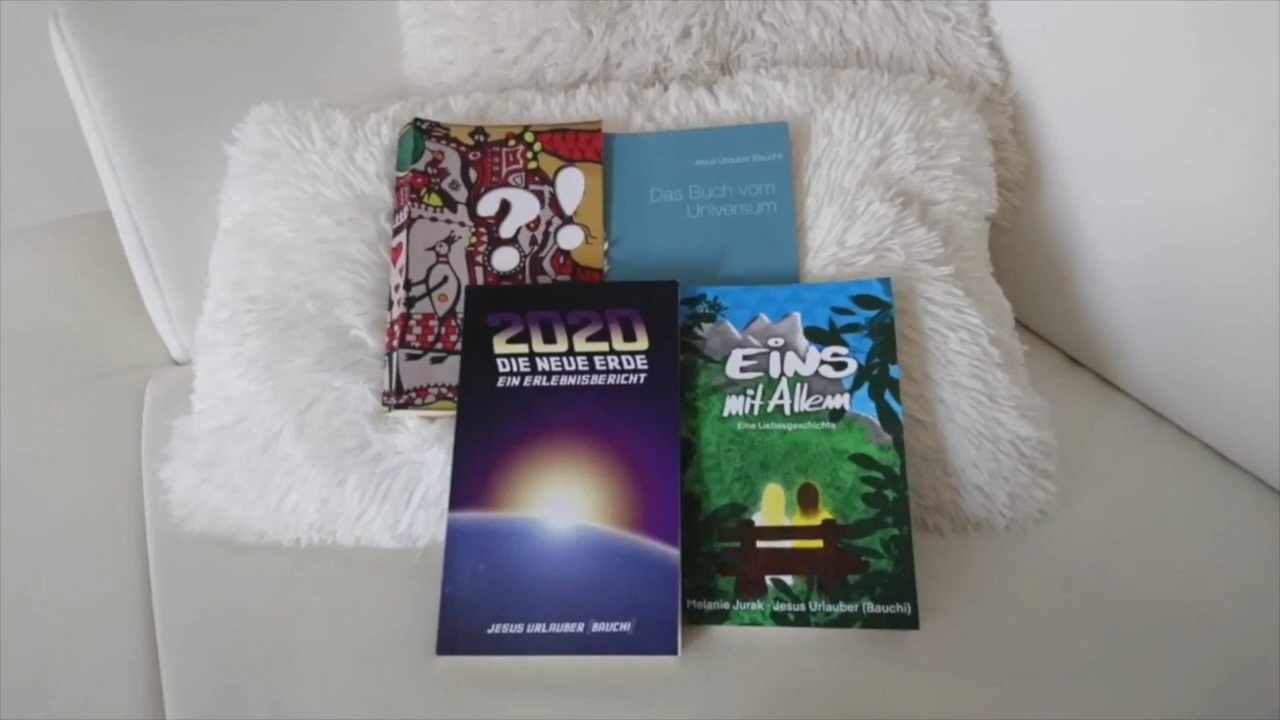 ?!
Jesus Urlauber (Bauchi)
Das Buch vom
Universum
2020
DIE NEUE ERDE
EIN ERLEBNISBERICHT
JESUS URLAUBER (BAUCHI)
EINS
mit Allem
Eine Liebesgeschichte
Melanie Jurak · Jesus Urlauber (Bauchi)